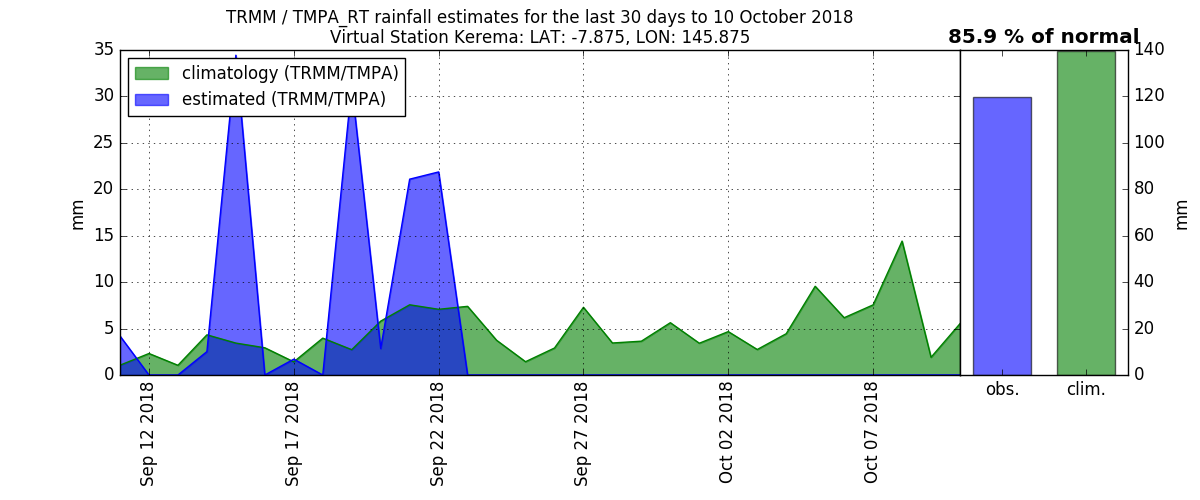 TRMM / TMPA_RT rainfall estimates for the last 30 days to 10 October 2018
Virtual Station Kerema: LAT: -7.875, LON: 145.875
85.9 % of normal
climatology (TRMM/TMPA)
estimated (TRMM/TMPA)
35
30
25
20
15
10
5
0
mm
Sep 12 2018
Sep 17 2018
Sep 22 2018
Sep 27 2018
Oct 02 2018
Oct 07 2018
140
120
100
80
60
40
20
0
mm
obs.
clim.